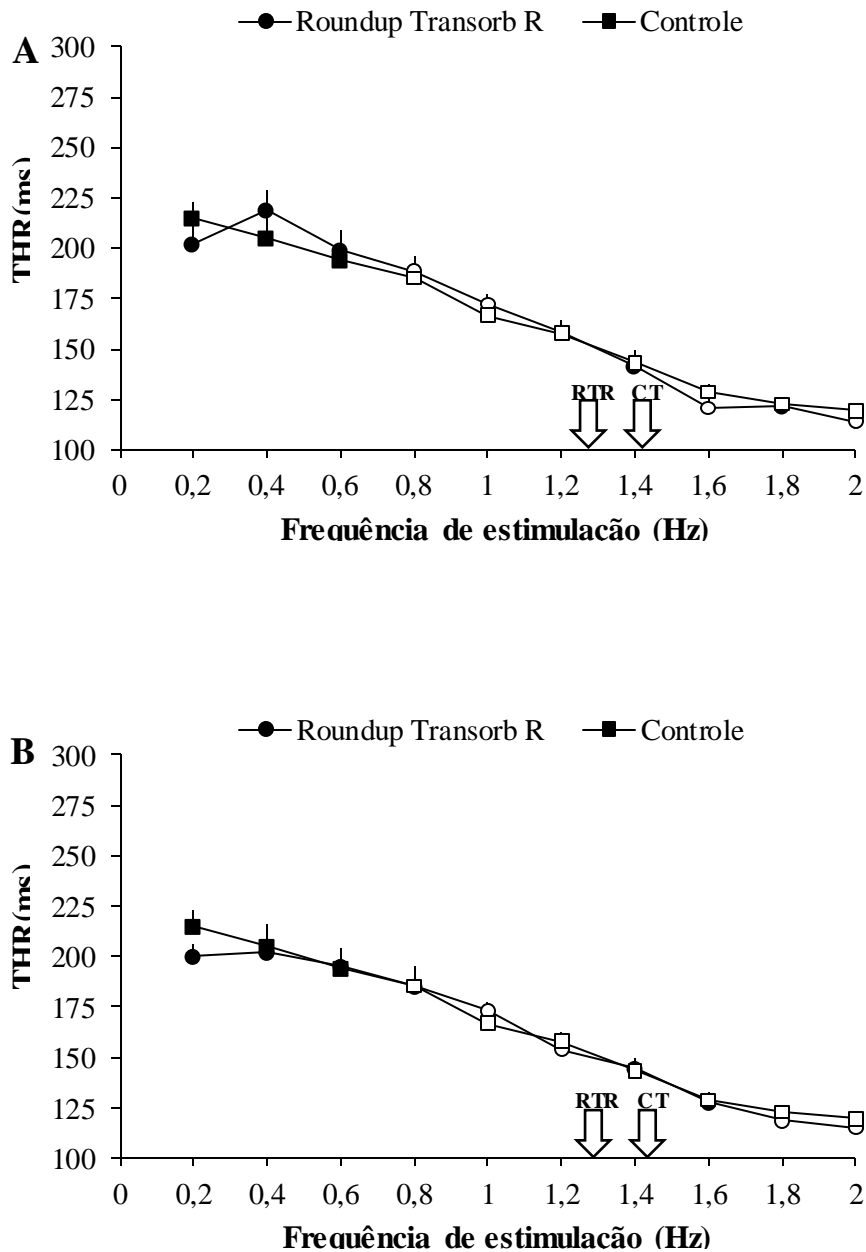 Roundup Transorb R Controle
A
300
275
250
225
200
175
150
125
100
THR (ms)
RTR CT
0 0,2 0,4 0,6 0,8 1 1,2 1,4 1,6 1,8 2
Frequência de estimulação (Hz)
Roundup Transorb R Controle
B
300
275
250
225
200
175
150
125
100
THR (ms)
RTR CT
0 0,2 0,4 0,6 0,8 1 1,2 1,4 1,6 1,8 2
Frequência de estimulação (Hz)